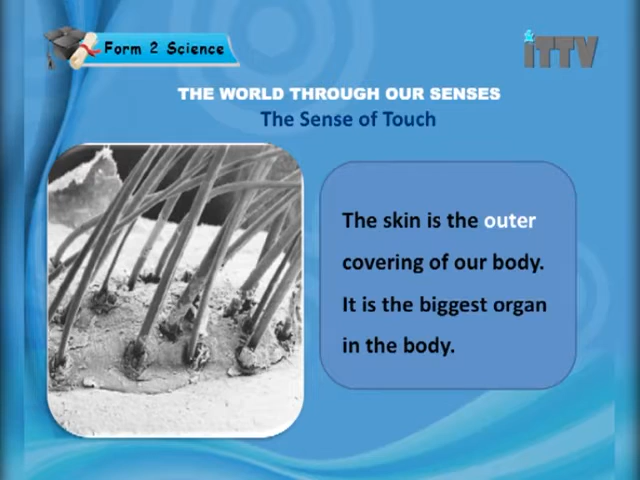 Form 2 Science
iTTV
THE WORLD THROUGH OUR SENSES
The Sense of Touch
The skin is the outer
covering of our body.
It is the biggest organ
in the body.